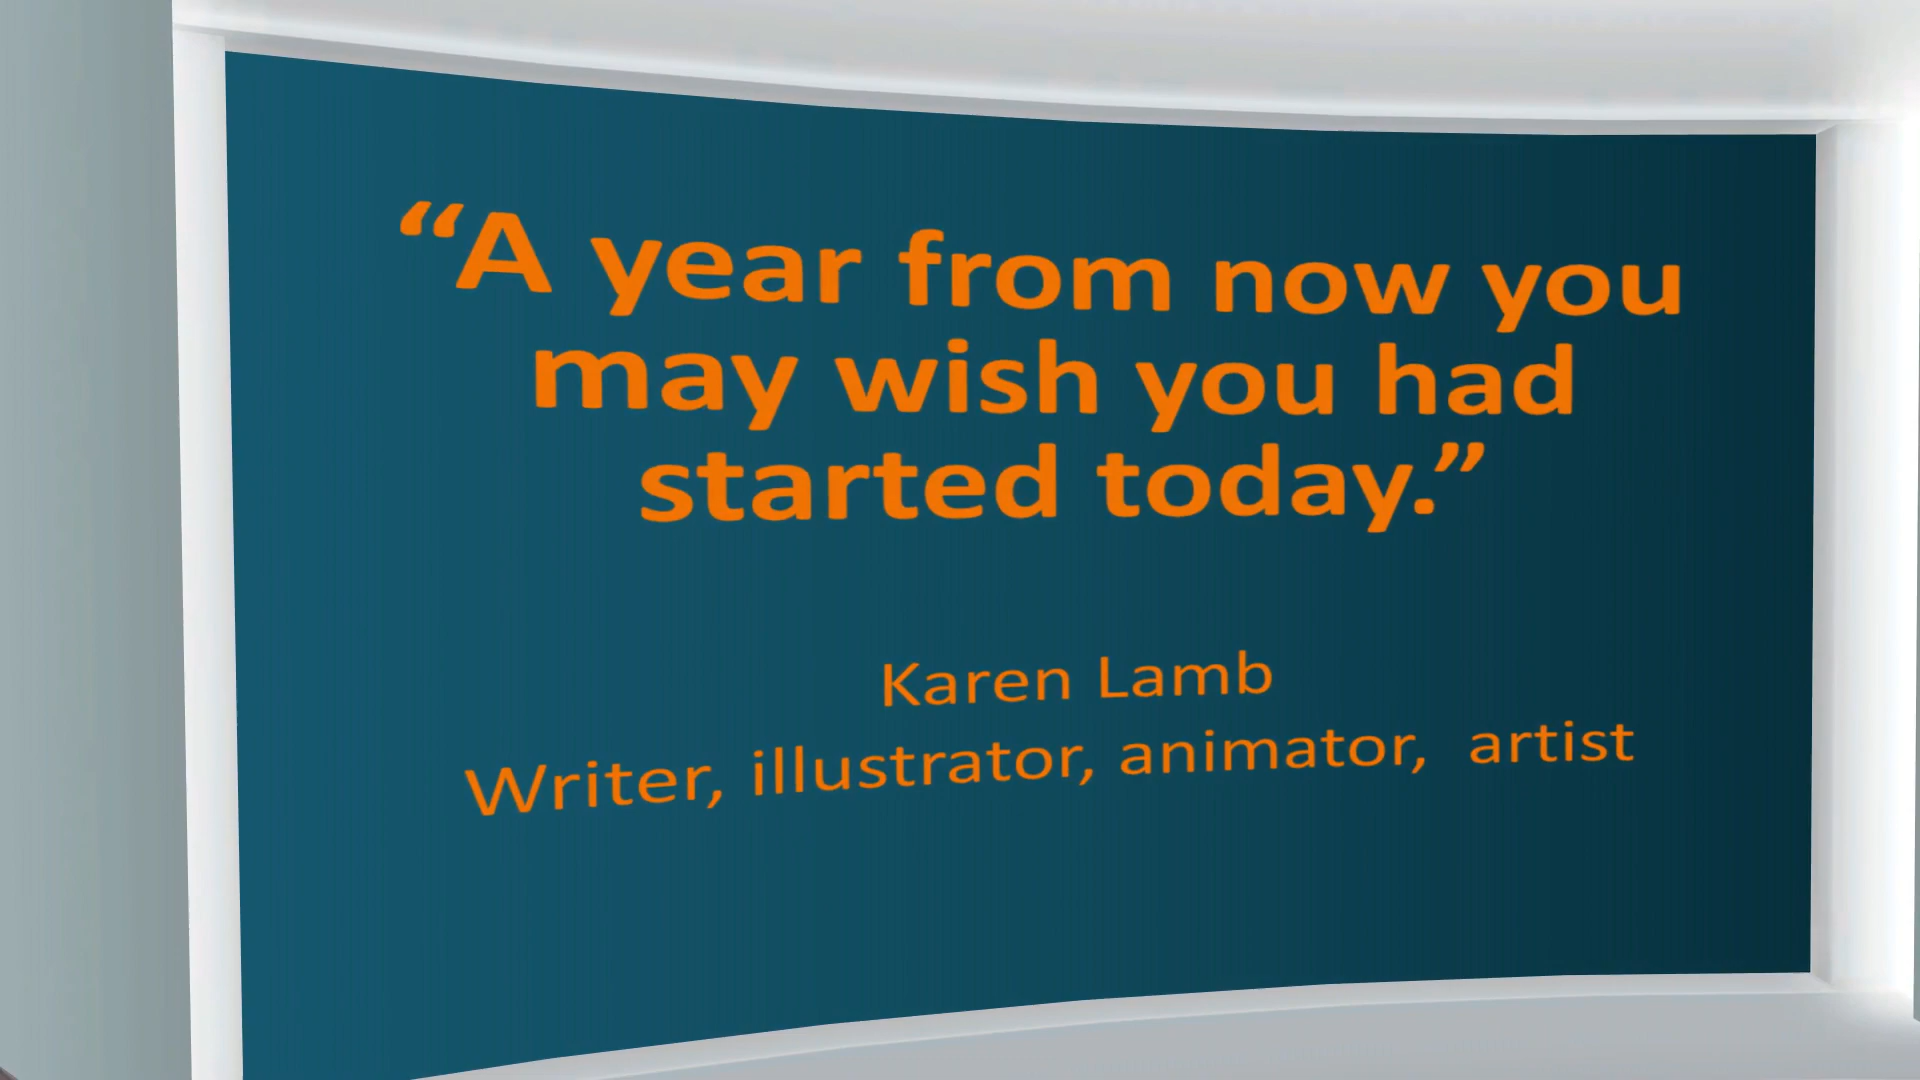 “A year from now you
may wish you had
started today.”
Karen Lamb
Writer, illustrator, animator,  artist